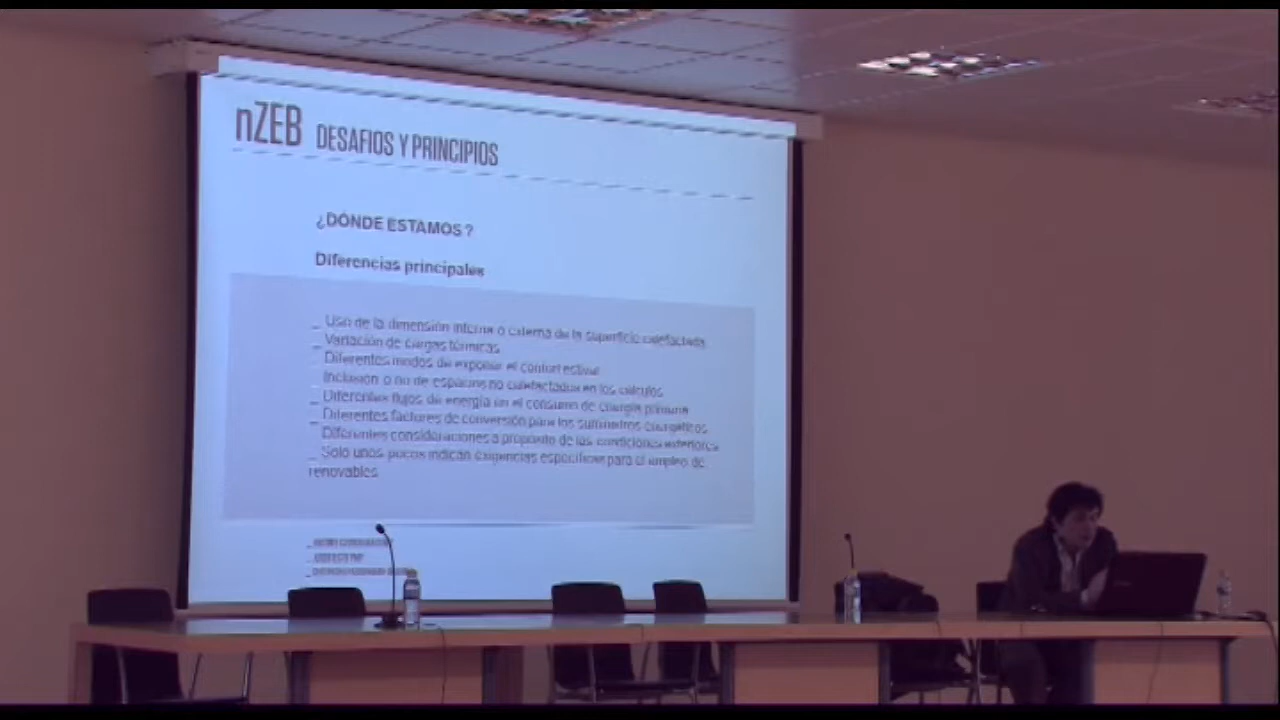 nZEB DESAFIOS Y PRINCIPIOS
¿DONDE ESTAMOS?
Diferencias principales
_ Uso de la dimensión interna o externa de la superficie calefactada
_ Variación de cargas térmicas
_ Diferentes modos de exponer el confort estival
_ Inclusión o no de espacios no calefactados en los cálculos
_ Diferentes flujos de energía en el consumo de energía primaria
_ Diferentes factores de conversión para los suministros energéticos
_ Diferentes consideraciones a propósito de las condiciones exteriores
_ Solo unos pocos indican exigencias específicas para el empleo de
renovables